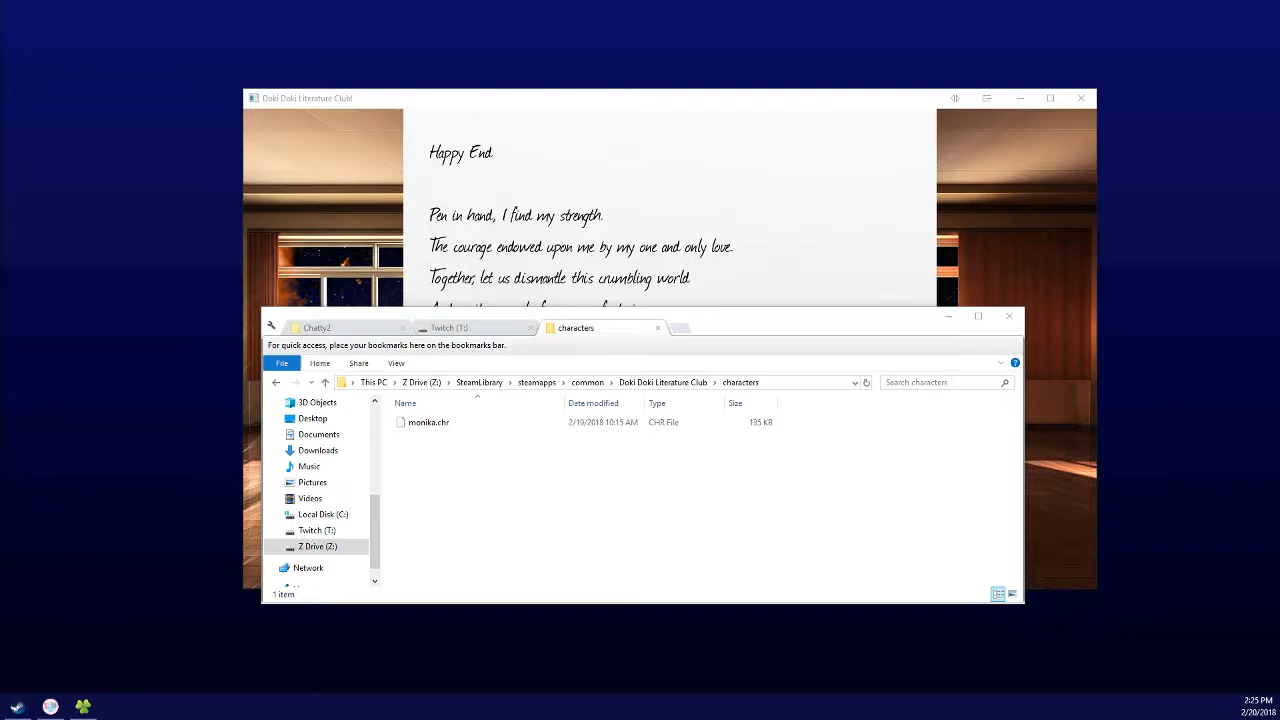 Doki Doki Literature Club!
Happy End
Pen in hand, I find my strength.
The courage endowed upon me by my one and only love.
Together, let us dismantle this crumbling world
Chatty2
Twitch (T:)
characters
For quick access, place your bookmarks here on the bookmarks bar.
File Home Share View
This PC Z Drive (Z:) SteamLibrary steamapps common Doki Doki Literature Club characters
Search characters
Name Date modified Type Size
monika.chr 2/19/2018 10:15 AM CHR File 135 KB
3D Objects
Desktop
Documents
Downloads
Music
Pictures
Videos
Local Disk (C:)
Twitch (T:)
Z Drive (Z:)
Network
1 item
2:25 PM
2/20/2018